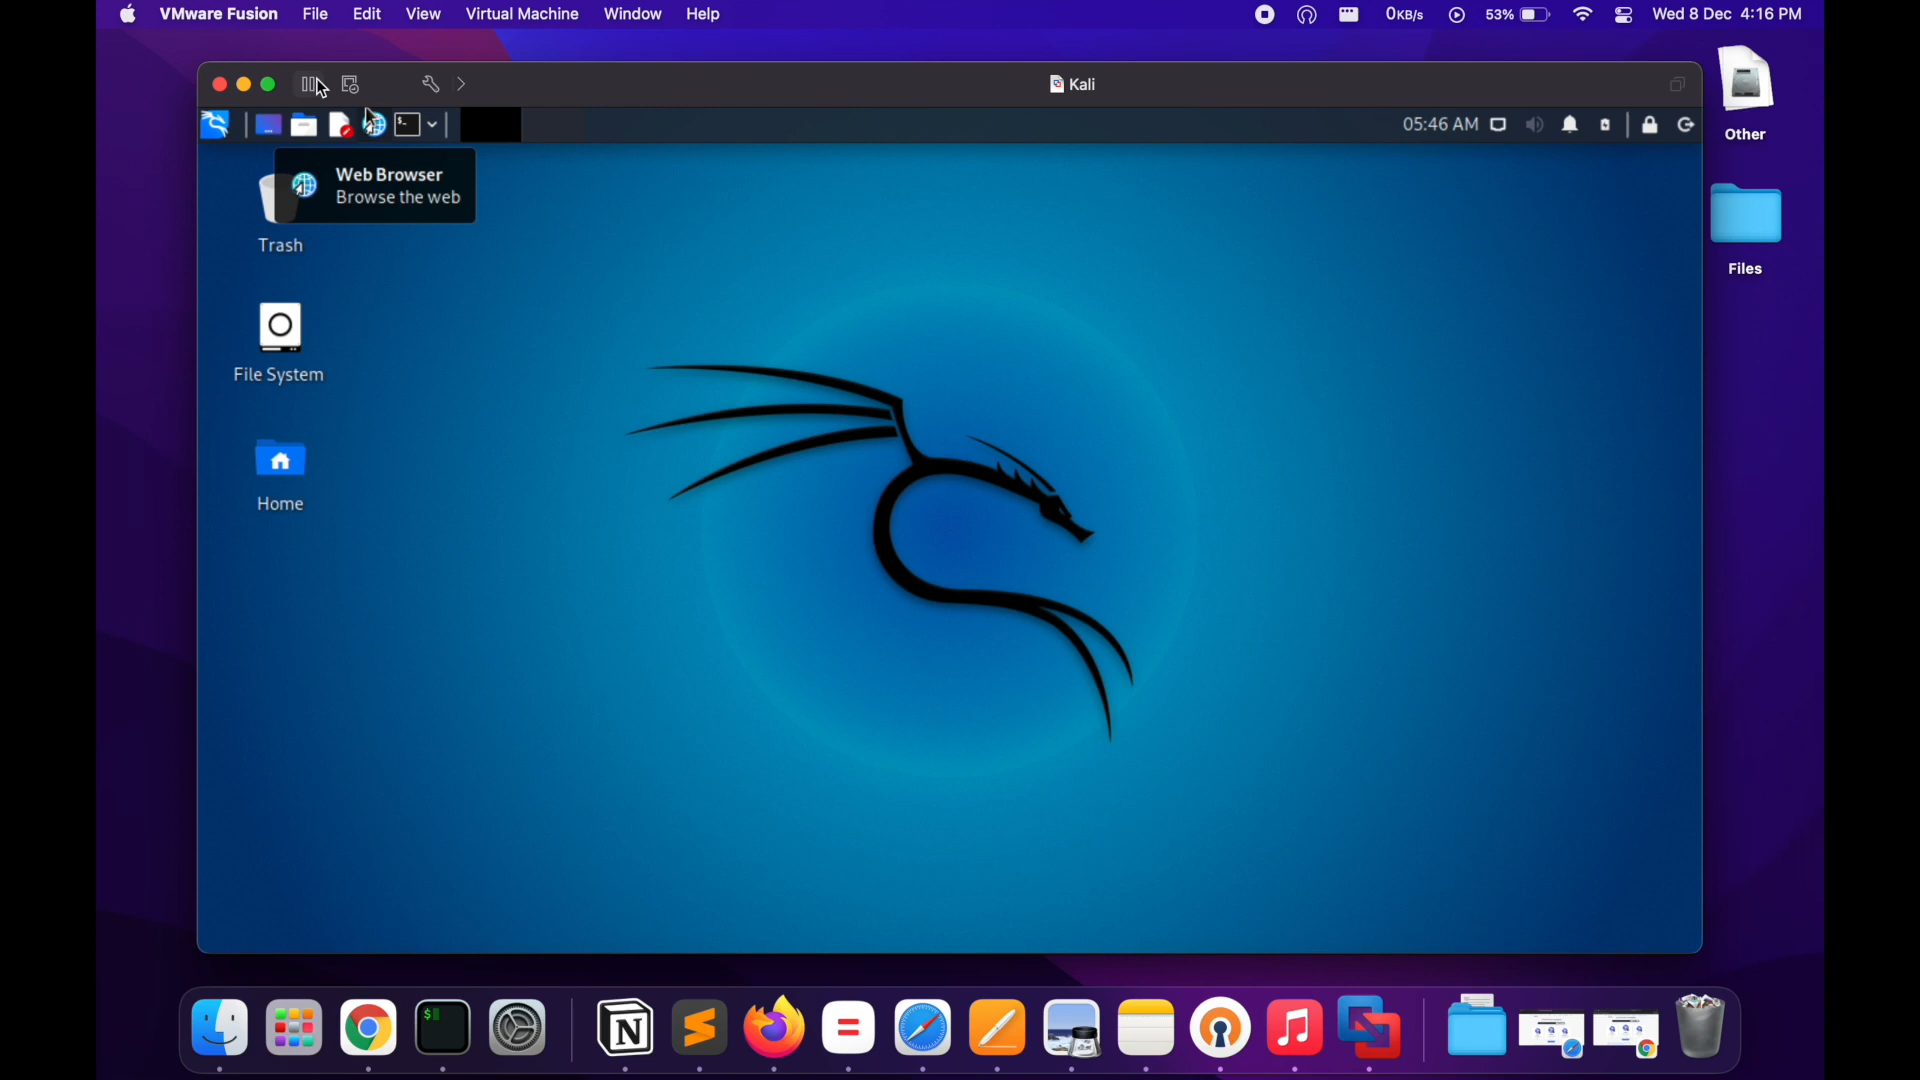 VMware Fusion File Edit View Virtual Machine Window Help 0KB/s 53% Wed 8 Dec 4:16 PM
Kali
05:46 AM
Web Browser
Browse the web
Trash
File System
Home
Other
Files
$_
$
N